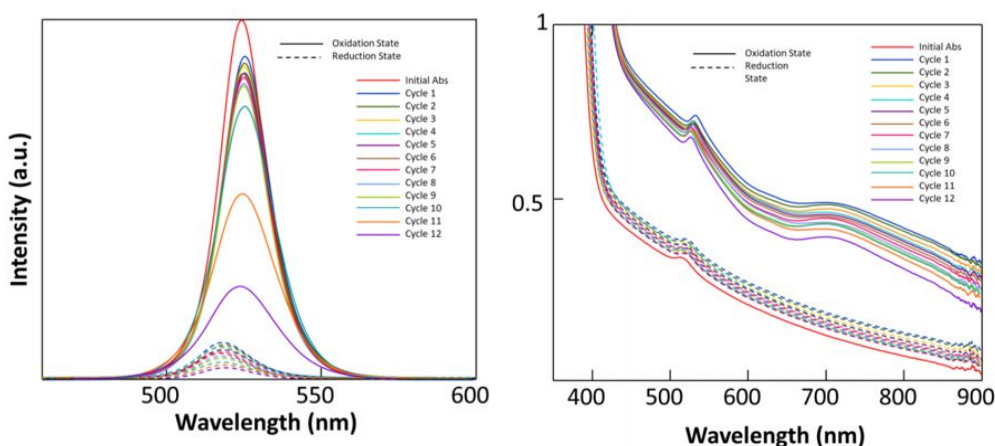 Intensity (a.u.)
Oxidation State
Reduction State
Initial Abs
Cycle 1
Cycle 2
Cycle 3
Cycle 4
Cycle 5
Cycle 6
Cycle 7
Cycle 8
Cycle 9
Cycle 10
Cycle 11
Cycle 12
500 550 600
Wavelength (nm)
1
0.5
Oxidation State
Reduction
State
Initial Abs
Cycle 1
Cycle 2
Cycle 3
Cycle 4
Cycle 5
Cycle 6
Cycle 7
Cycle 8
Cycle 9
Cycle 10
Cycle 11
Cycle 12
400 500 600 700 800 900
Wavelength (nm)